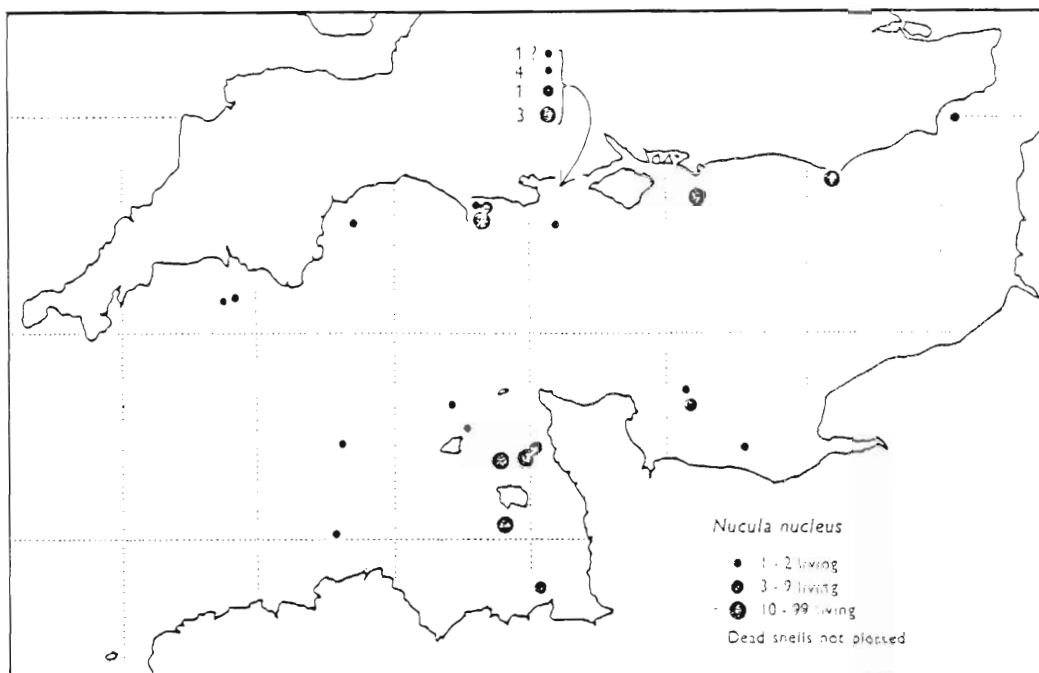 1 ?
4
1
3
Nucula nucleus
1 - 2 living
3 - 9 living
10 - 99 living
Dead shells not plotted